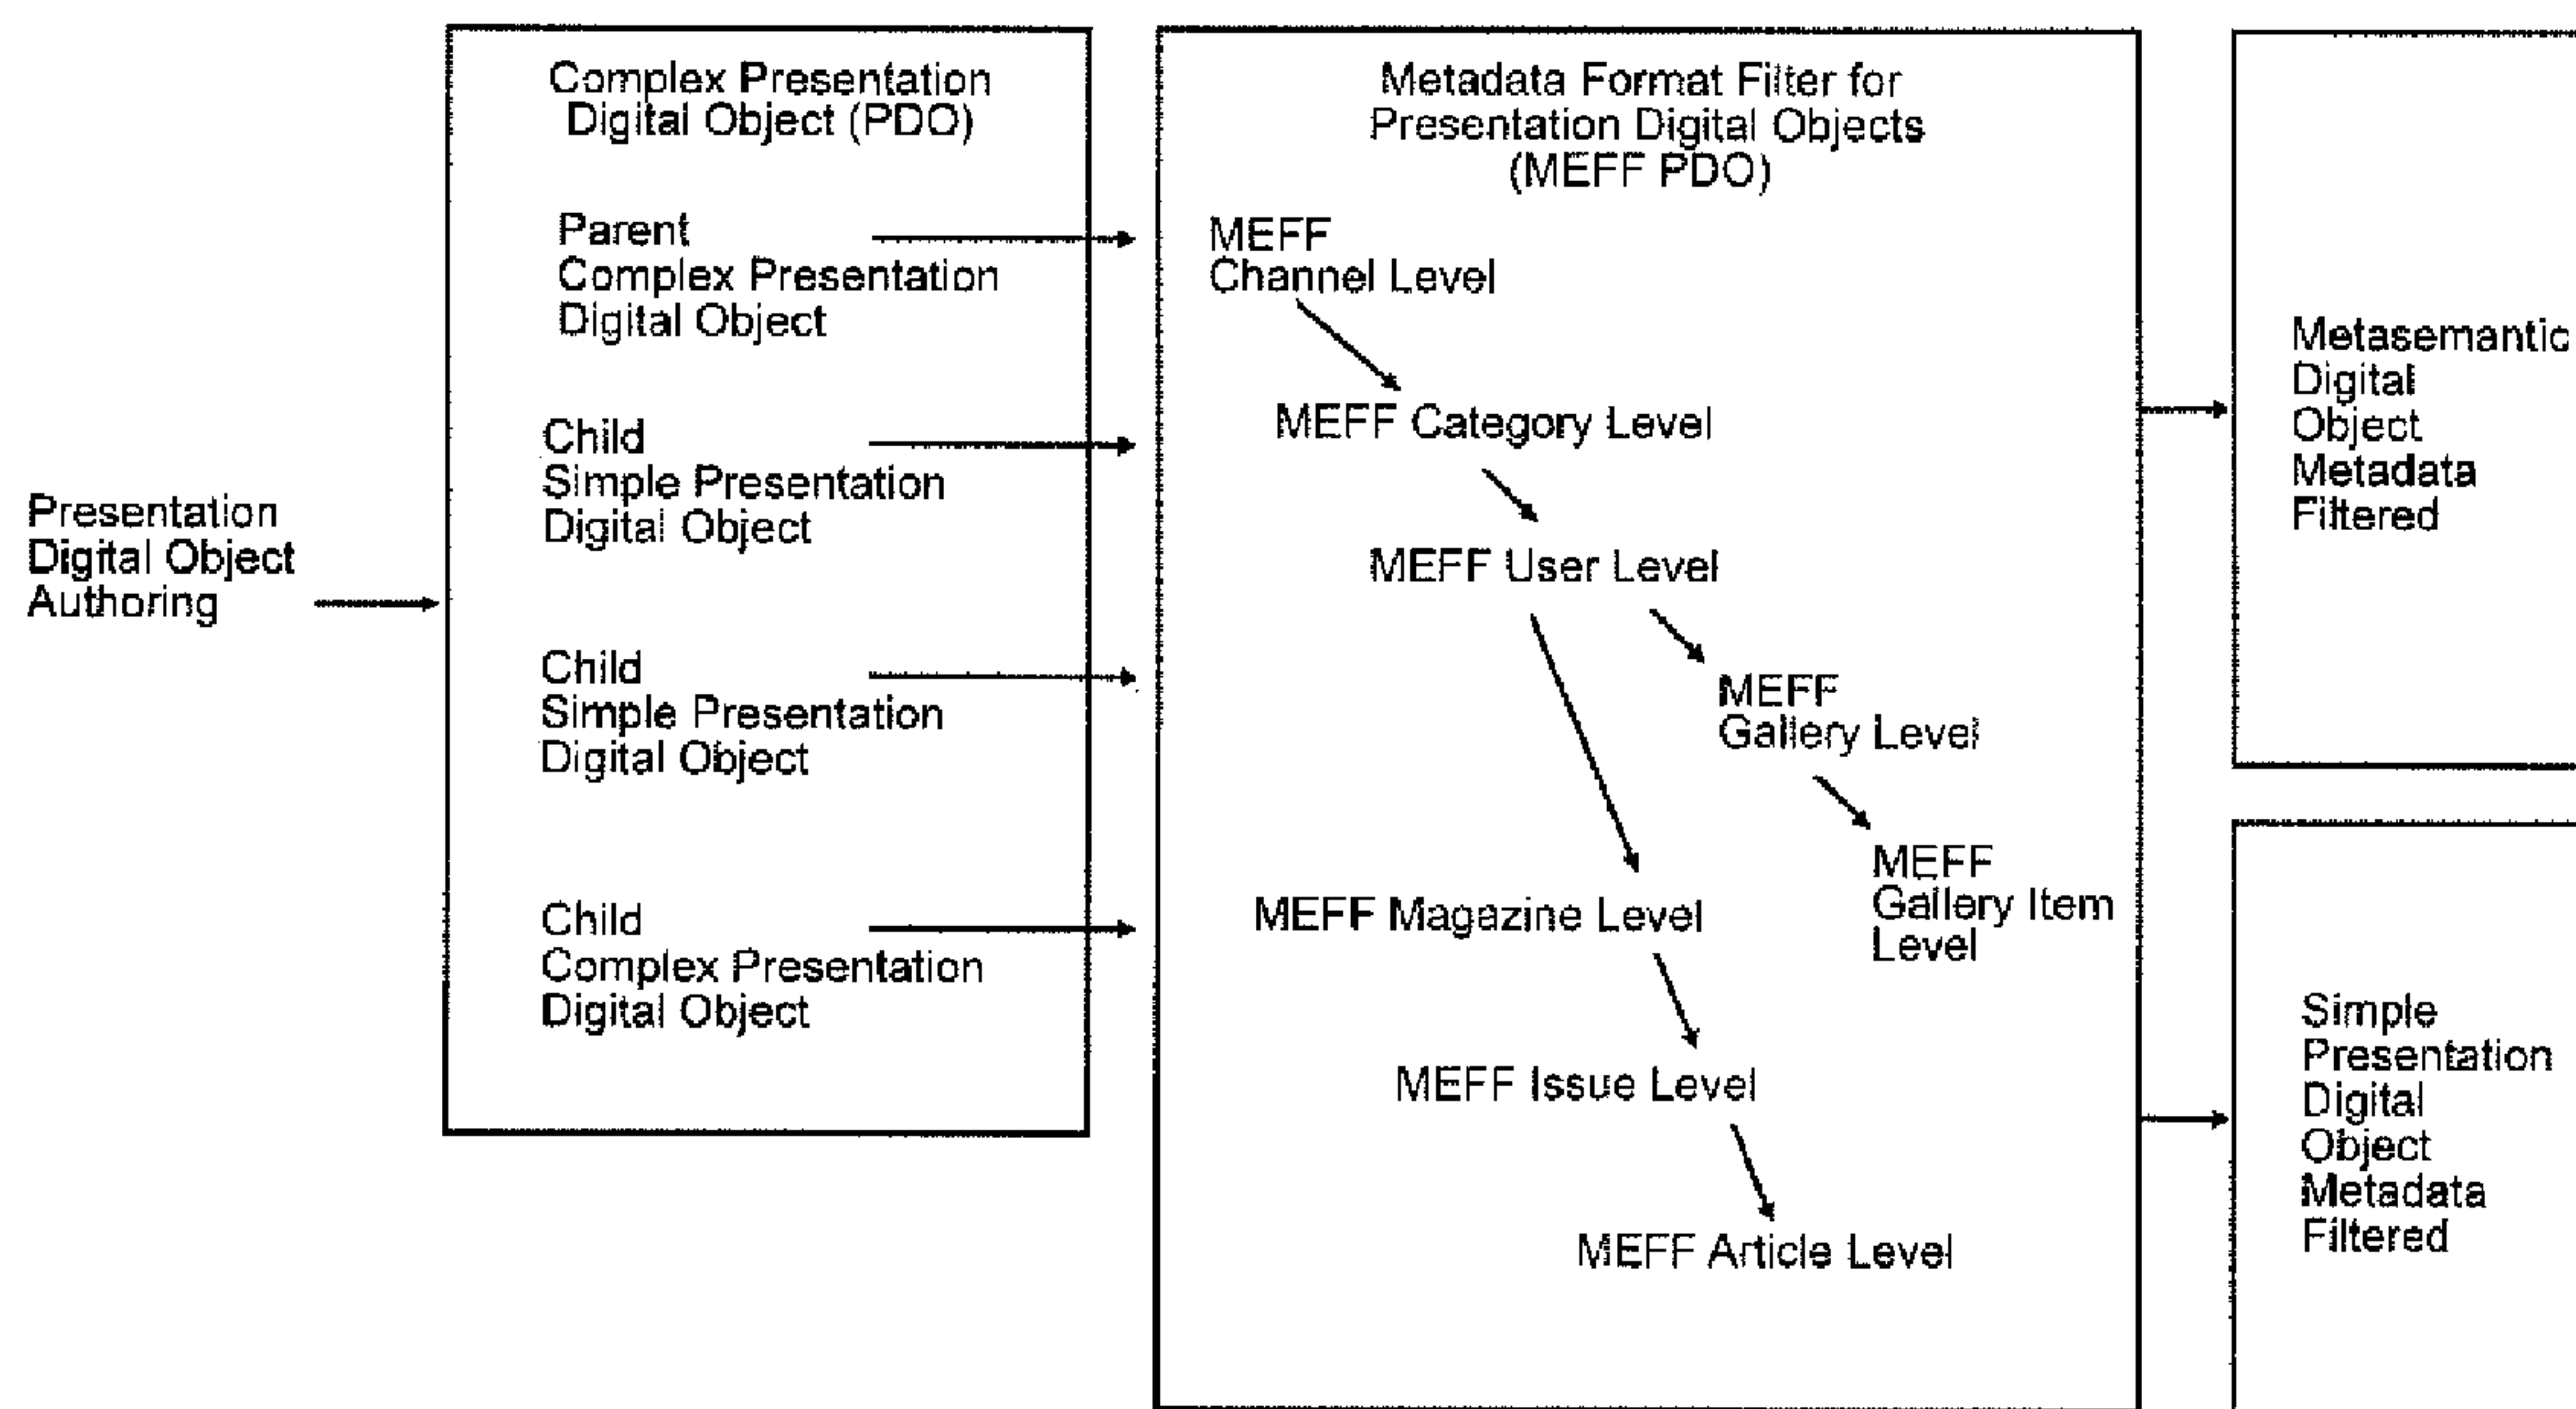 Presentation
Digital Object
Authoring
Complex Presentation
Digital Object (PDO)
Parent
Complex Presentation
Digital Object
Child
Simple Presentation
Digital Object
Child
Simple Presentation
Digital Object
Child
Complex Presentation
Digital Object
Metadata Format Filter for
Presentation Digital Objects
(MEFF PDO)
MEFF
Channel Level
MEFF Category Level
MEFF User Level
MEFF
Gallery Level
MEFF
Gallery Item
Level
MEFF Magazine Level
MEFF Issue Level
MEFF Article Level
Metasemantic
Digital
Object
Metadata
Filtered
Simple
Presentation
Digital
Object
Metadata
Filtered